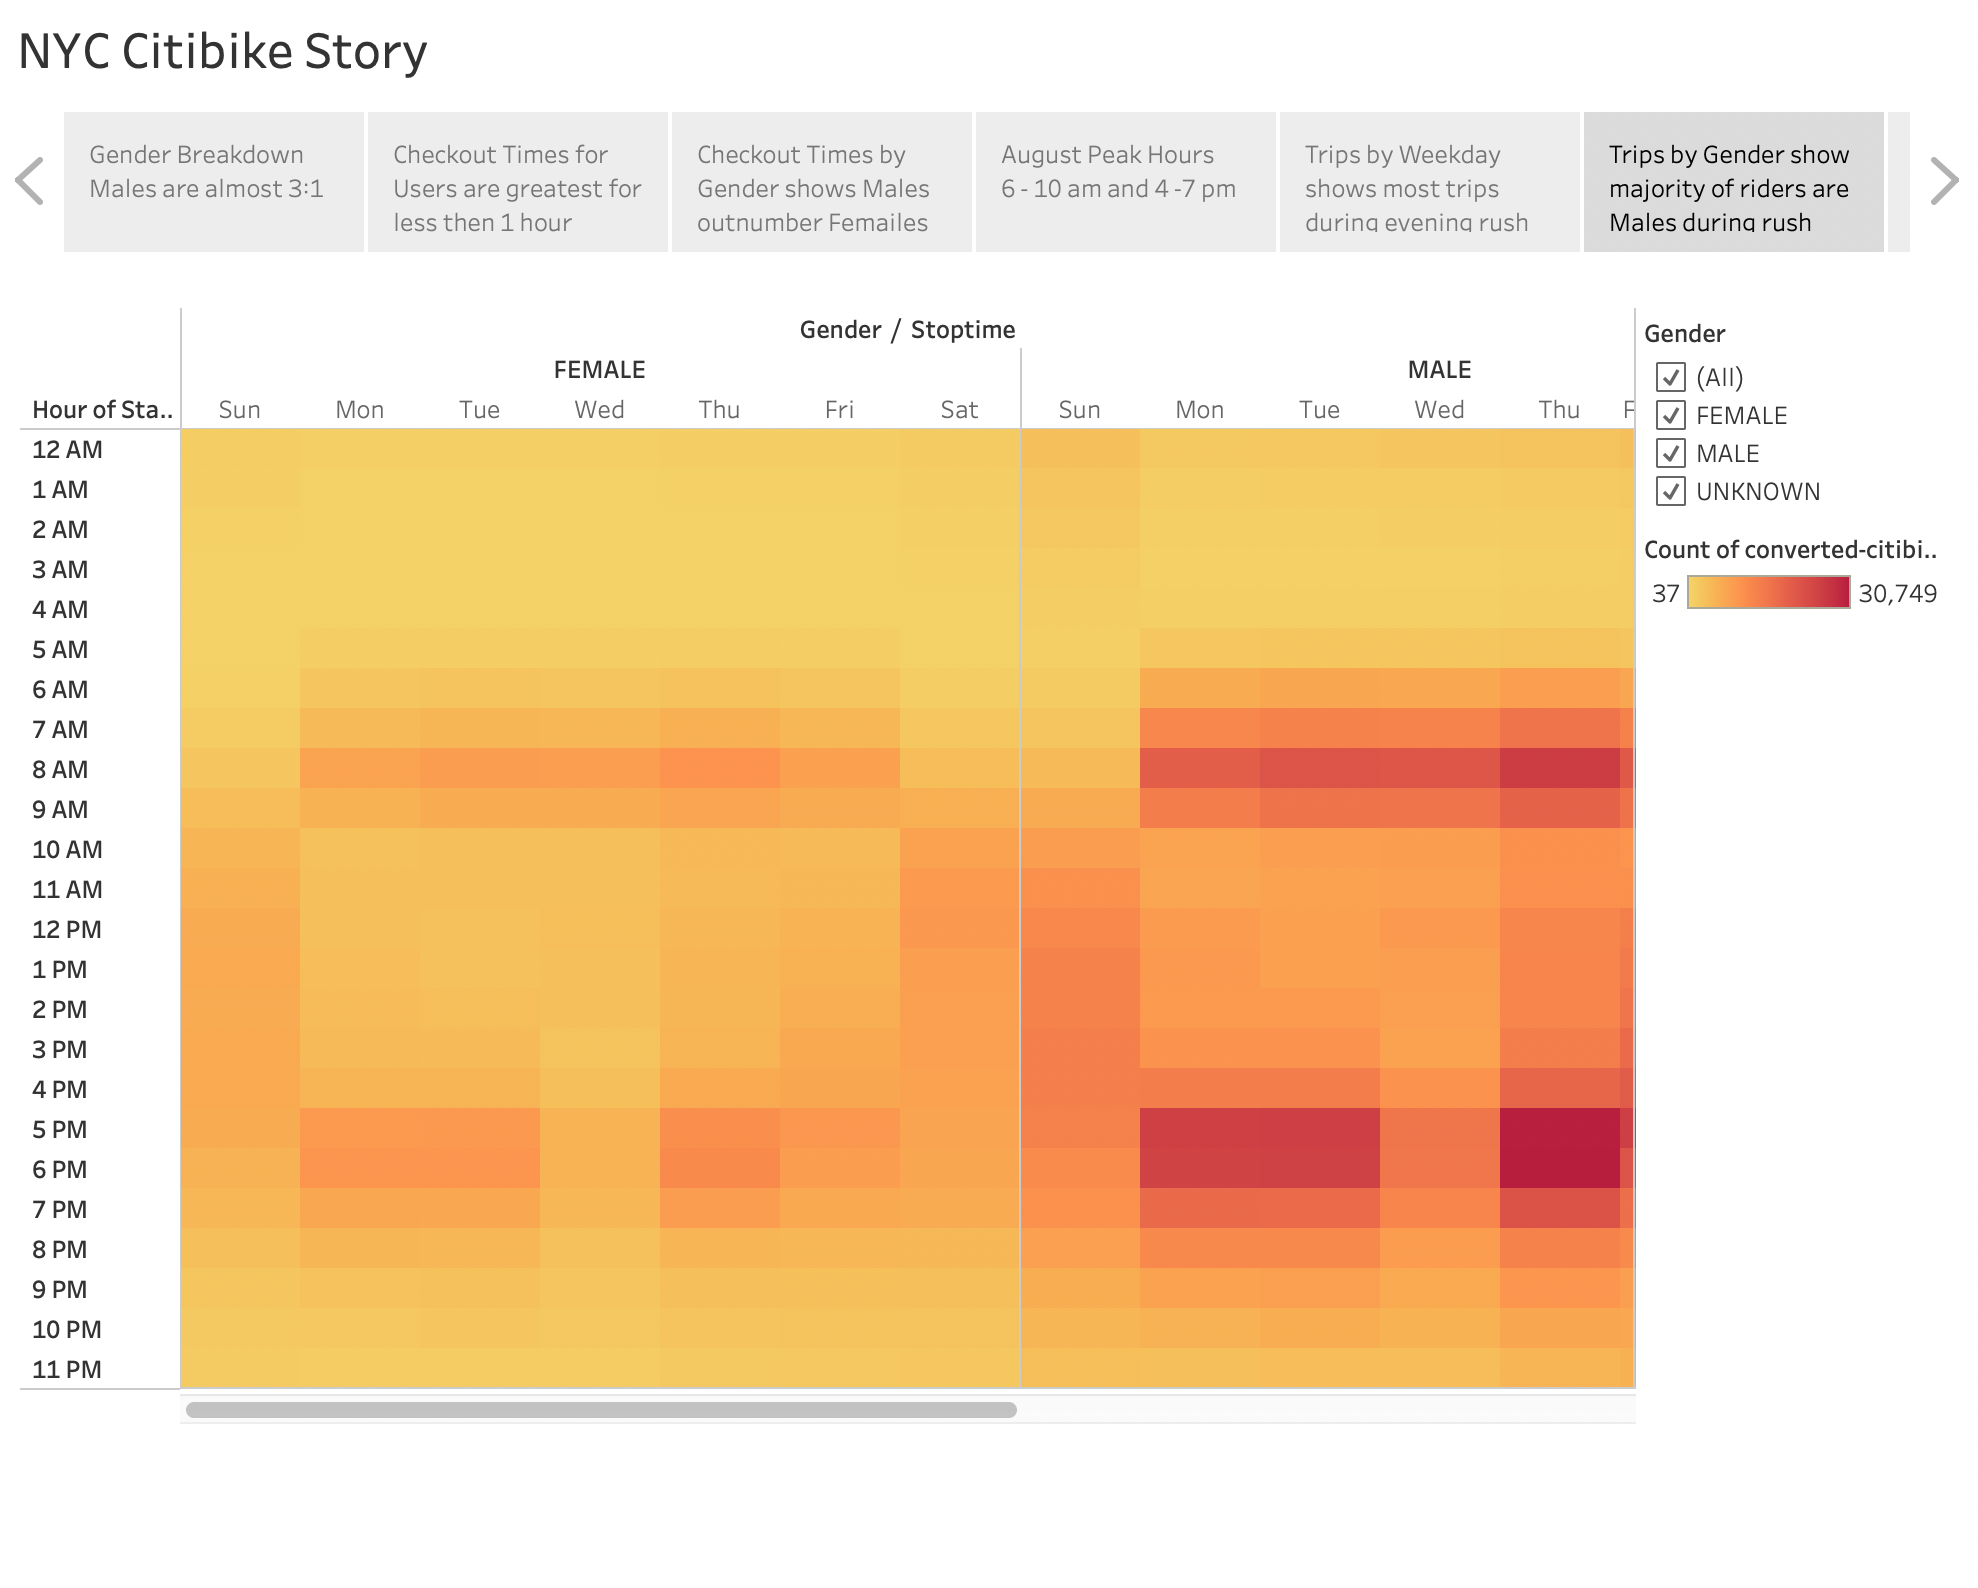 NYC Citibike Story
Gender Breakdown
Males are almost 3:1
Checkout Times for
Users are greatest for
less then 1 hour
Checkout Times by
Gender shows Males
outnumber Femailes
August Peak Hours
6 - 10 am and 4 -7 pm
Trips by Weekday
shows most trips
during evening rush
Trips by Gender show
majority of riders are
Males during rush
Gender / Stoptime
FEMALE MALE
Hour of Sta.. Sun Mon Tue Wed Thu Fri Sat Sun Mon Tue Wed Thu F
12 AM
1 AM
2 AM
3 AM
4 AM
5 AM
6 AM
7 AM
8 AM
9 AM
10 AM
11 AM
12 PM
1 PM
2 PM
3 PM
4 PM
5 PM
6 PM
7 PM
8 PM
9 PM
10 PM
11 PM
Gender
(All)
FEMALE
MALE
UNKNOWN
Count of converted-citibi..
37 30,749